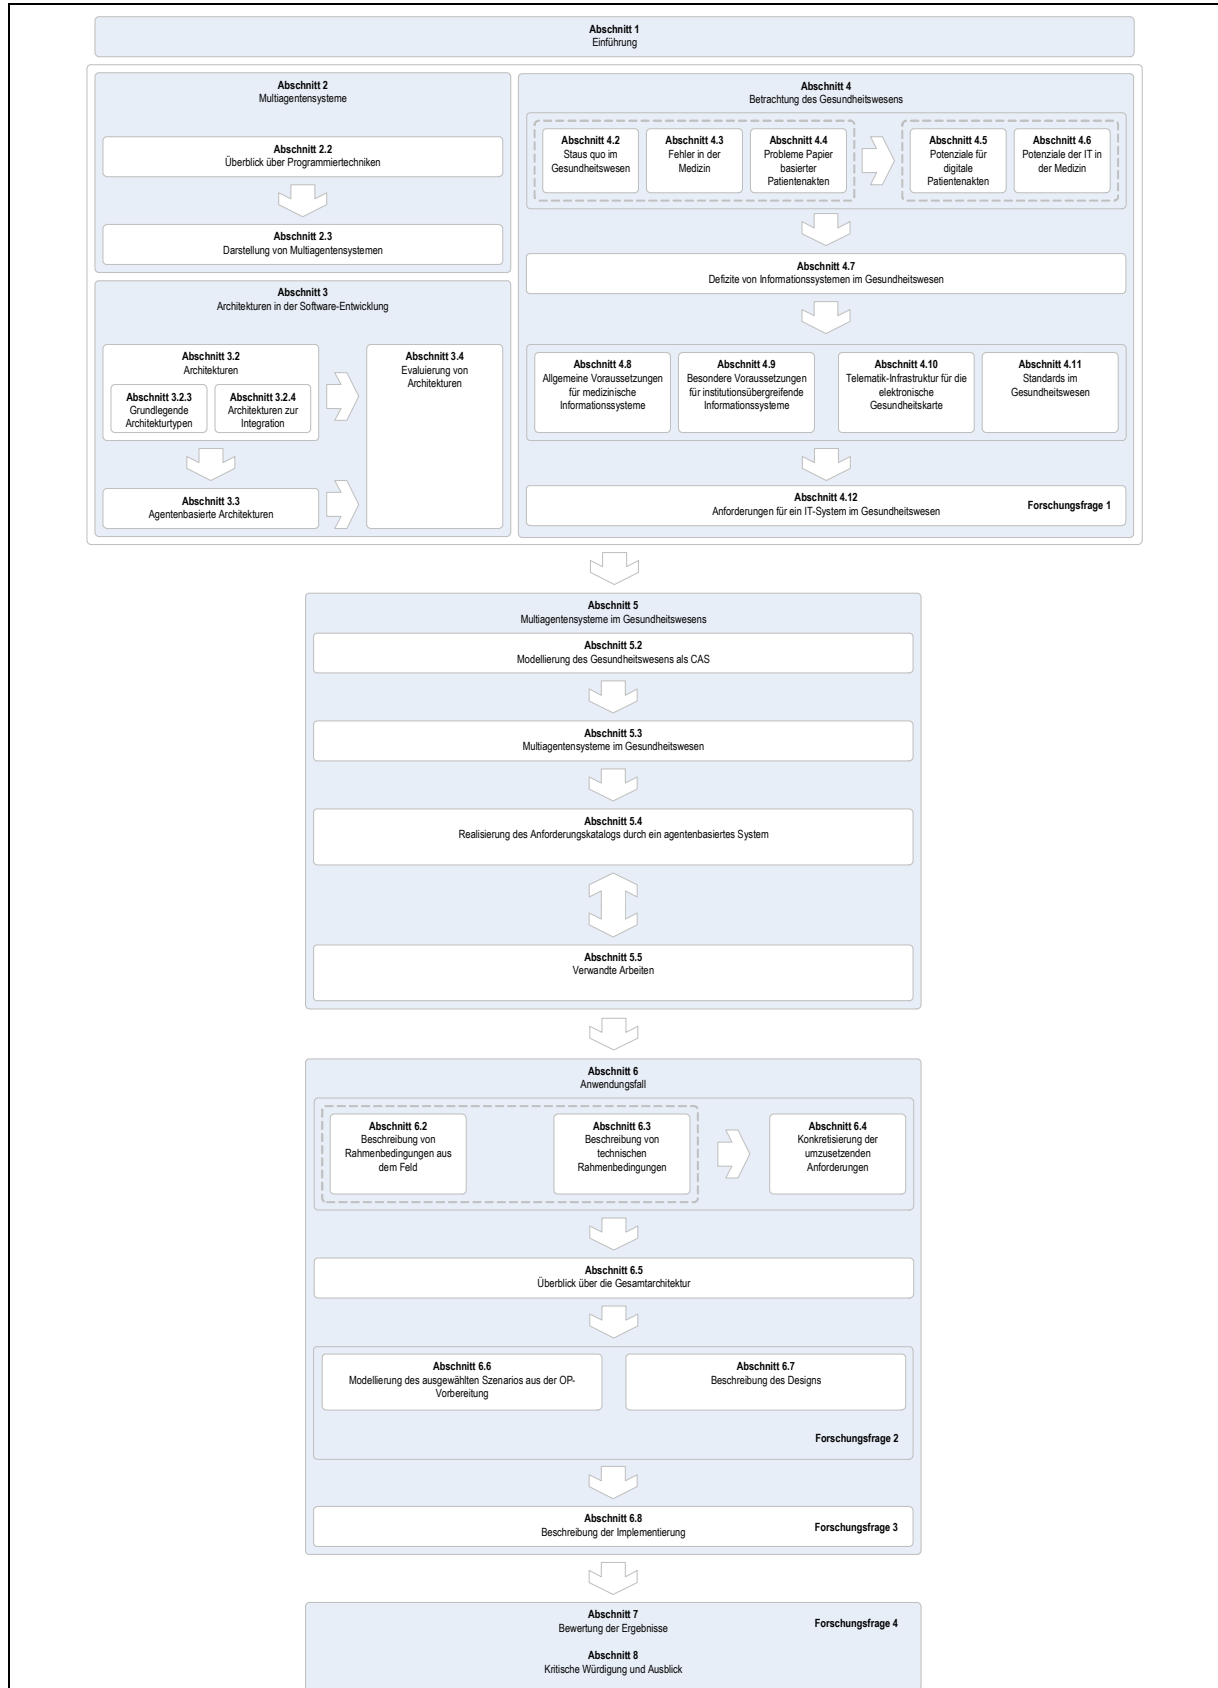 Abschnitt 1
Einführung
Abschnitt 2
Multiagentensysteme
Abschnitt 2.2
Überblick über Programmiertechniken
Abschnitt 2.3
Darstellung von Multiagentensystemen
Abschnitt 3
Architekturen in der Software-Entwicklung
Abschnitt 3.2
Architekturen
Abschnitt 3.2.3
Grundlegende
Architekturtypen
Abschnitt 3.2.4
Architekturen zur
Integration
Abschnitt 3.4
Evaluierung von
Architekturen
Abschnitt 3.3
Agentenbasierte Architekturen
Abschnitt 4
Betrachtung des Gesundheitswesens
Abschnitt 4.2
Staus quo im
Gesundheitswesen
Abschnitt 4.3
Fehler in der
Medizin
Abschnitt 4.4
Probleme Papier
basierter
Patientenakten
Abschnitt 4.5
Potenziale für
digitale
Patientenakten
Abschnitt 4.6
Potenziale der IT in
der Medizin
Abschnitt 4.7
Defizite von Informationssystemen im Gesundheitswesen
Abschnitt 4.8
Allgemeine Voraussetzungen
für medizinische
Informationssysteme
Abschnitt 4.9
Besondere Voraussetzungen
für institutionsübergreifende
Informationssysteme
Abschnitt 4.10
Telematik-Infrastruktur für die
elektronische
Gesundheitskarte
Abschnitt 4.11
Standards im
Gesundheitswesen
Abschnitt 4.12
Anforderungen für ein IT-System im Gesundheitswesen
Forschungsfrage 1
Abschnitt 5
Multiagentensysteme im Gesundheitswesens
Abschnitt 5.2
Modellierung des Gesundheitswesens als CAS
Abschnitt 5.3
Multiagentensysteme im Gesundheitswesen
Abschnitt 5.4
Realisierung des Anforderungskatalogs durch ein agentenbasiertes System
Abschnitt 5.5
Verwandte Arbeiten
Abschnitt 6
Anwendungsfall
Abschnitt 6.2
Beschreibung von
Rahmenbedingungen aus
dem Feld
Abschnitt 6.3
Beschreibung von
technischen
Rahmenbedingungen
Abschnitt 6.4
Konkretisierung der
umzusetzenden
Anforderungen
Abschnitt 6.5
Überblick über die Gesamtarchitektur
Abschnitt 6.6
Modellierung des ausgewählten Szenarios aus der OP-
Vorbereitung
Abschnitt 6.7
Beschreibung des Designs
Forschungsfrage 2
Abschnitt 6.8
Beschreibung der Implementierung
Forschungsfrage 3
Abschnitt 7
Bewertung der Ergebnisse
Forschungsfrage 4
Abschnitt 8
Kritische Würdigung und Ausblick